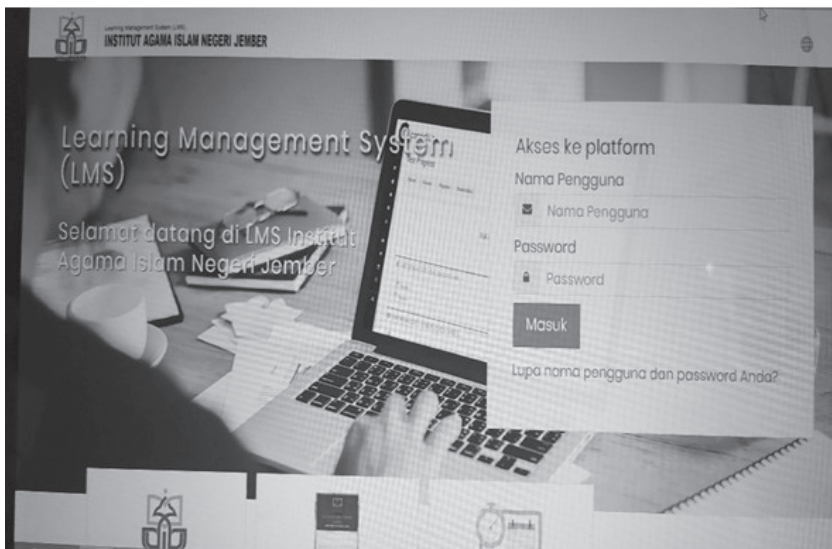 Learning Management System (LMS)
INSTITUT AGAMA ISLAM NEGERI JEMBER
Learning Management System
(LMS)
Selamat datang di LMS Institut
Agama Islam Negeri Jember
Akses ke platform
Nama Pengguna
Nama Pengguna
Password
Password
Masuk
Lupa nama pengguna dan password Anda?